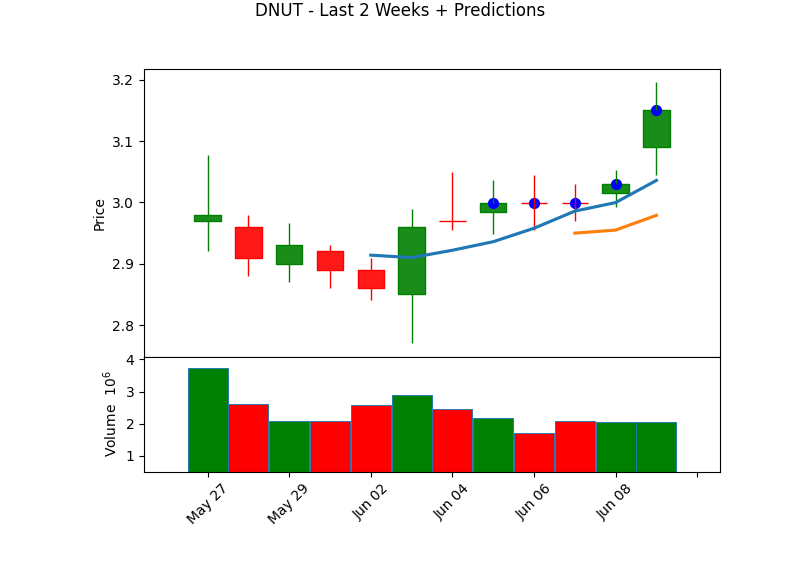 DNUT - Last 2 Weeks + Predictions
3.2
3.1
3.0
2.9
2.8
Price
4
3
2
1
Volume 10^6
May 27
May 29
Jun 02
Jun 04
Jun 06
Jun 08